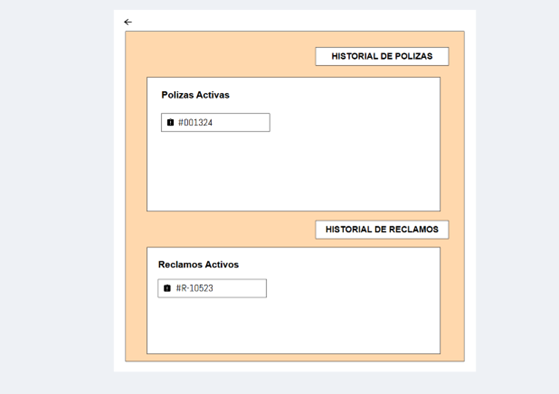 HISTORIAL DE POLIZAS
Polizas Activas
#001324
HISTORIAL DE RECLAMOS
Reclamos Activos
#R-10523